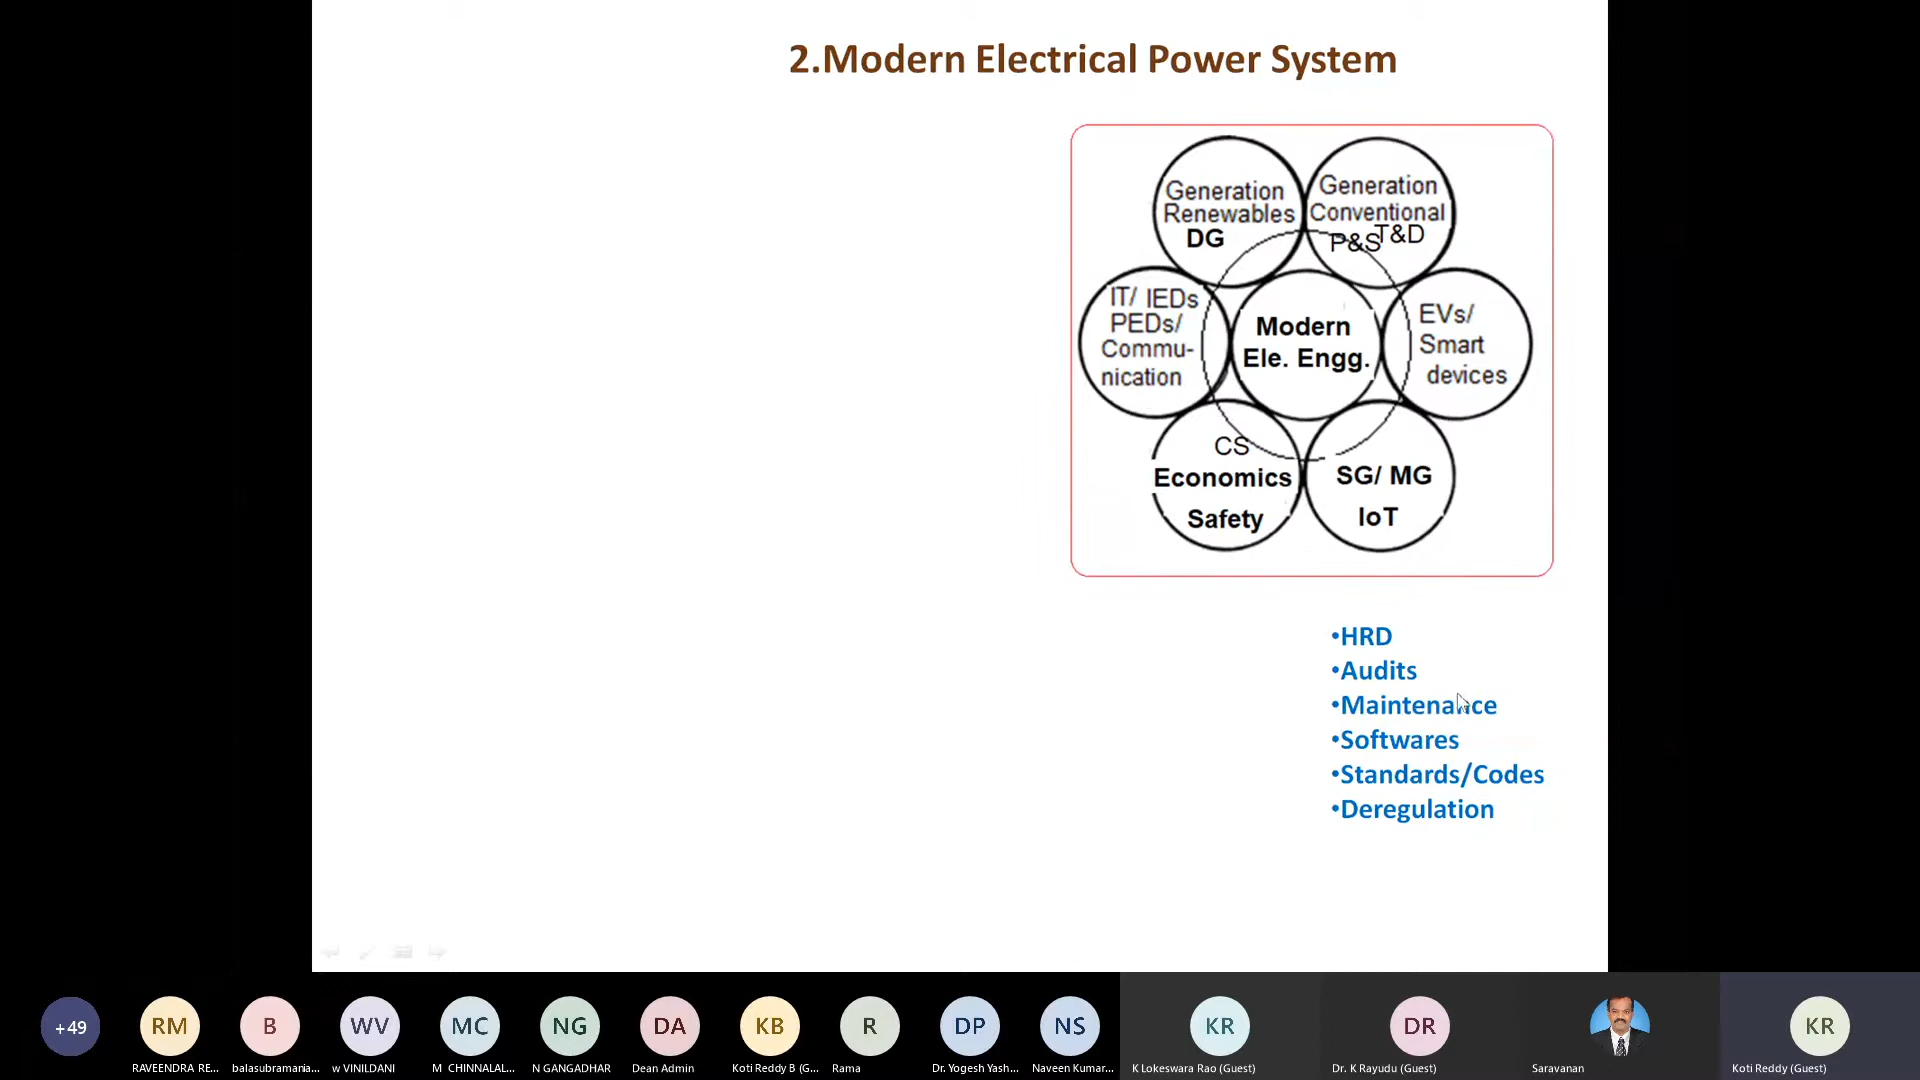 2.Modern Electrical Power System
Generation
Renewables
DG
Generation
Conventional
P&S T&D
IT/ IEDs
PEDs/
Commu-
nication
Modern
Ele. Engg.
EVs/
Smart
devices
CS
Economics
Safety
SG/ MG
IoT
•HRD
•Audits
•Maintenance
•Softwares
•Standards/Codes
•Deregulation
+49
RM
B
WV
MC
NG
DA
KB
R
DP
NS
KR
DR
KR
RAVEENDRA RE...
balasubramania...
w VINILDANI
M CHINNALAL...
N GANGADHAR
Dean Admin
Koti Reddy B (G...
Rama
Dr. Yogesh Yash...
Naveen Kumar...
K Lokeswara Rao (Guest)
Dr. K Rayudu (Guest)
Saravanan
Koti Reddy (Guest)